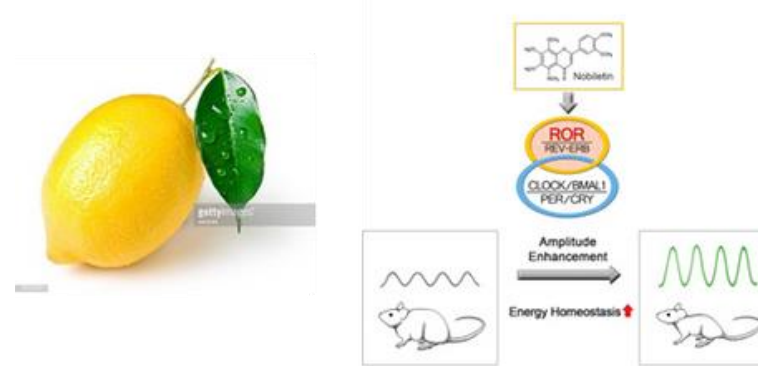 gettyimages
Nobiletin
ROR
REV-ERB
CLOCK/BMAL1
PER/CRY
Amplitude
Enhancement
Energy Homeostasis